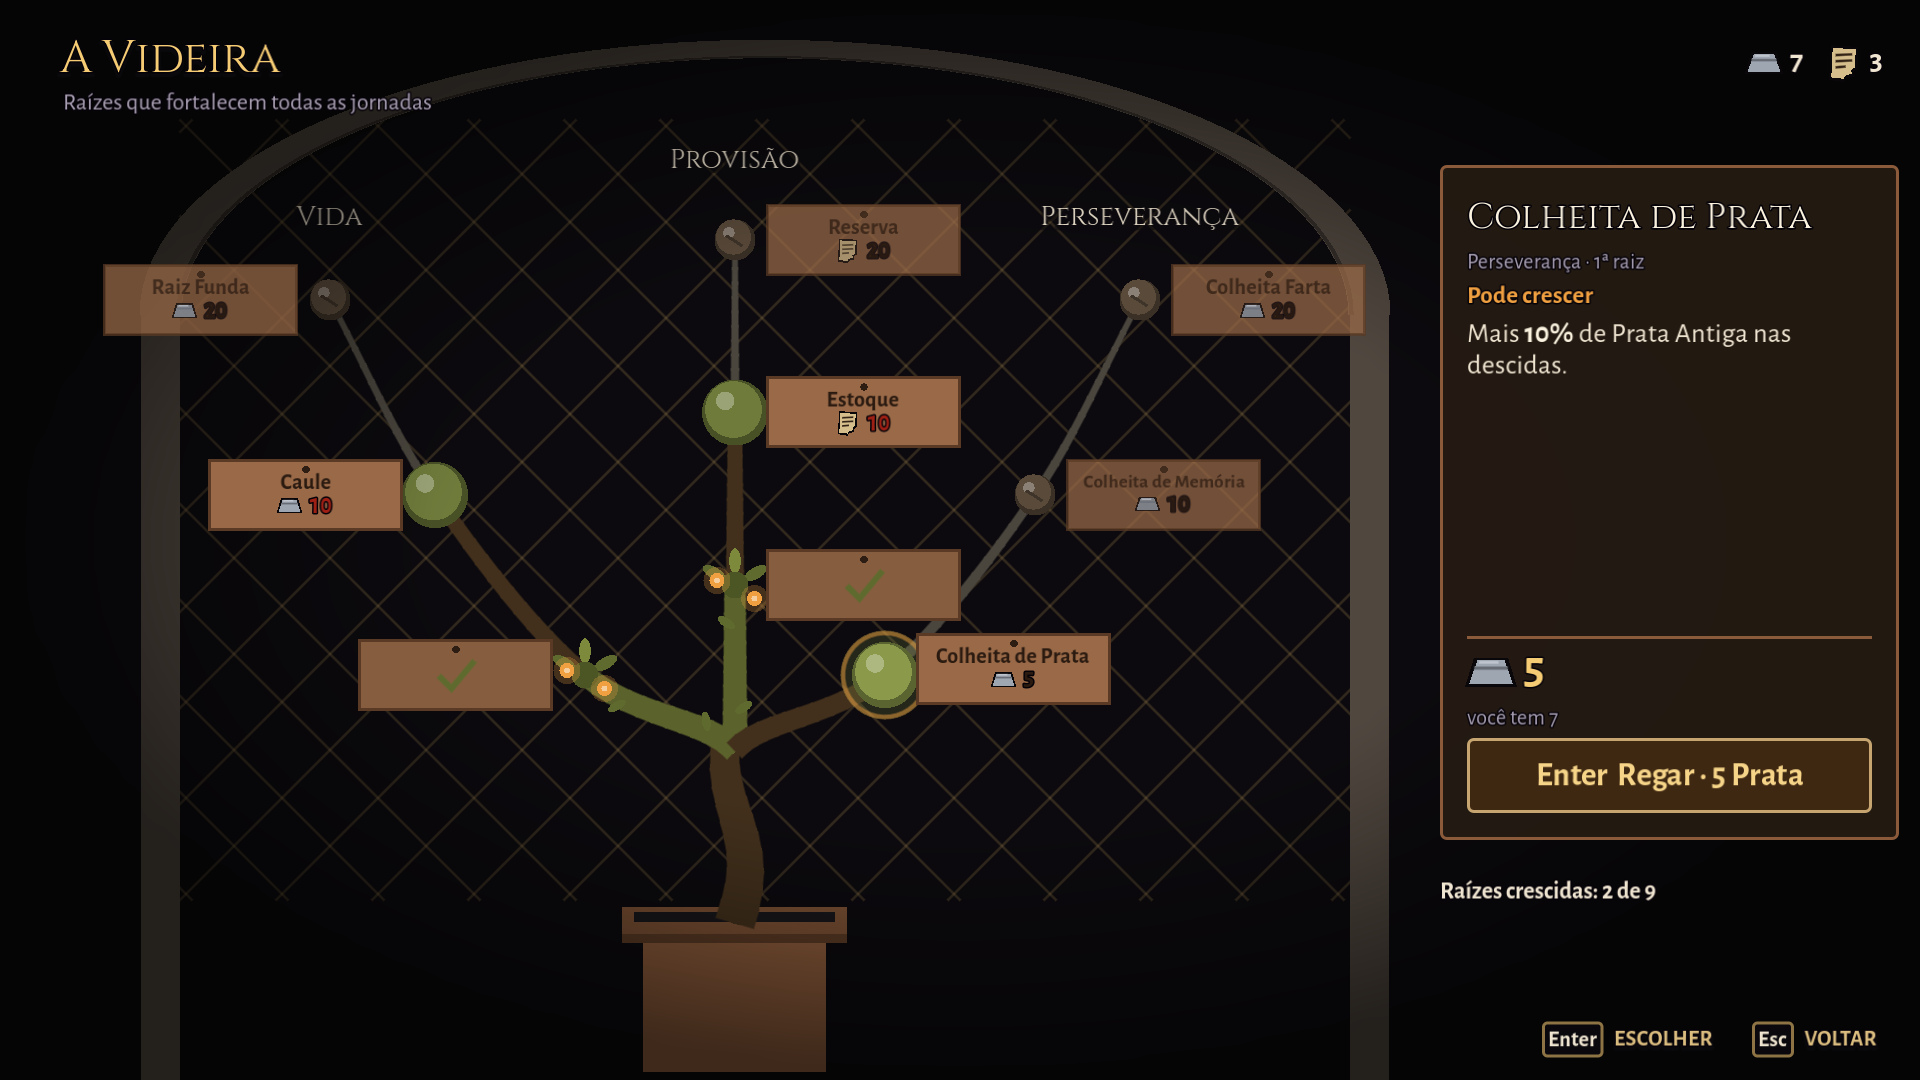 A Videira
Raízes que fortalecem todas as jornadas
7
3
Provisão
Vida
Perseverança
Reserva
20
Raiz Funda
20
Colheita Farta
20
Estoque
10
Caule
10
Colheita de Memória
10
Colheita de Prata
5
Colheita de Prata
Perseverança · 1ª raiz
Pode crescer
Mais 10% de Prata Antiga nas
descidas.
5
você tem 7
Enter Regar · 5 Prata
Raízes crescidas: 2 de 9
Enter ESCOLHER
Esc VOLTAR